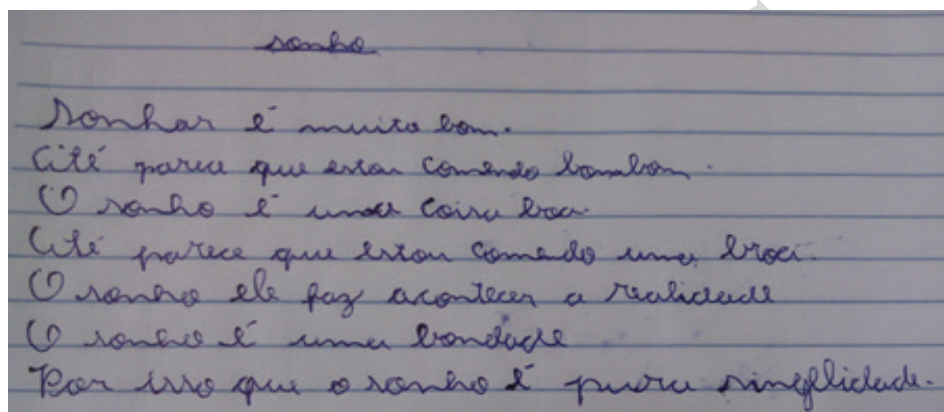 sonho
Sonhar é muito bom.
Até parece que estou comendo bombom.
O sonho é uma coisa boa.
Até parece que estou comendo uma broa.
O sonho ele faz acontecer a realidade
O sonho é uma bondade
Por isso que o sonho é pura singlicidade.